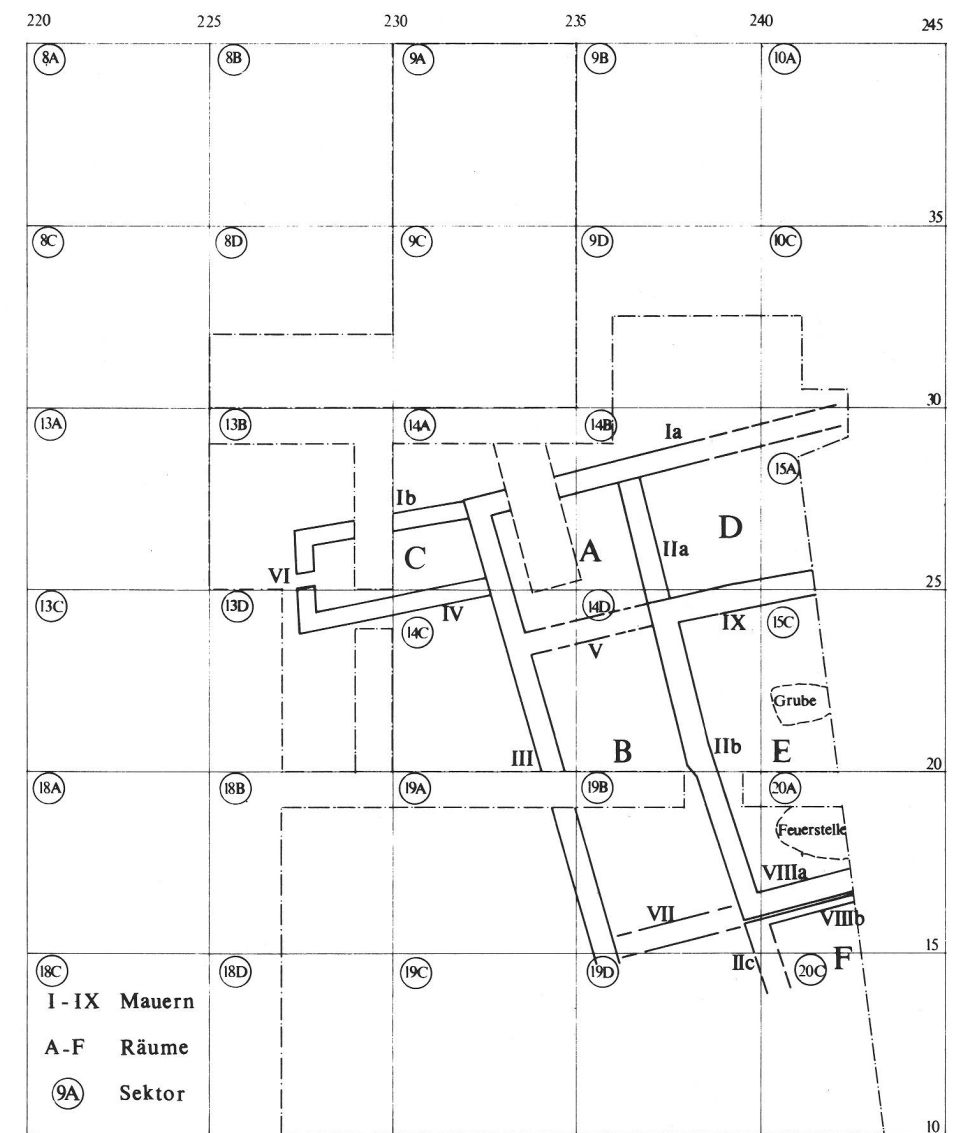 220 225 230 235 240 245
8A 8B 9A 9B 10A
35
8C 8D 9C 9D 10C
30
13A 13B 14A 14B
Ia
15A
Ib
D
A
C
IIa
VI
25
13C 13D 14D
IV
IX 15C
14C
V
Grube
B IIb E
III
20
18A 18B 19A 19B 20A
Feuerstelle
VIIIa
VII
VIIIb
15
18C 18D 19C 19D IIc 20C F
I-IX Mauern
A-F Räume
9A Sektor
10